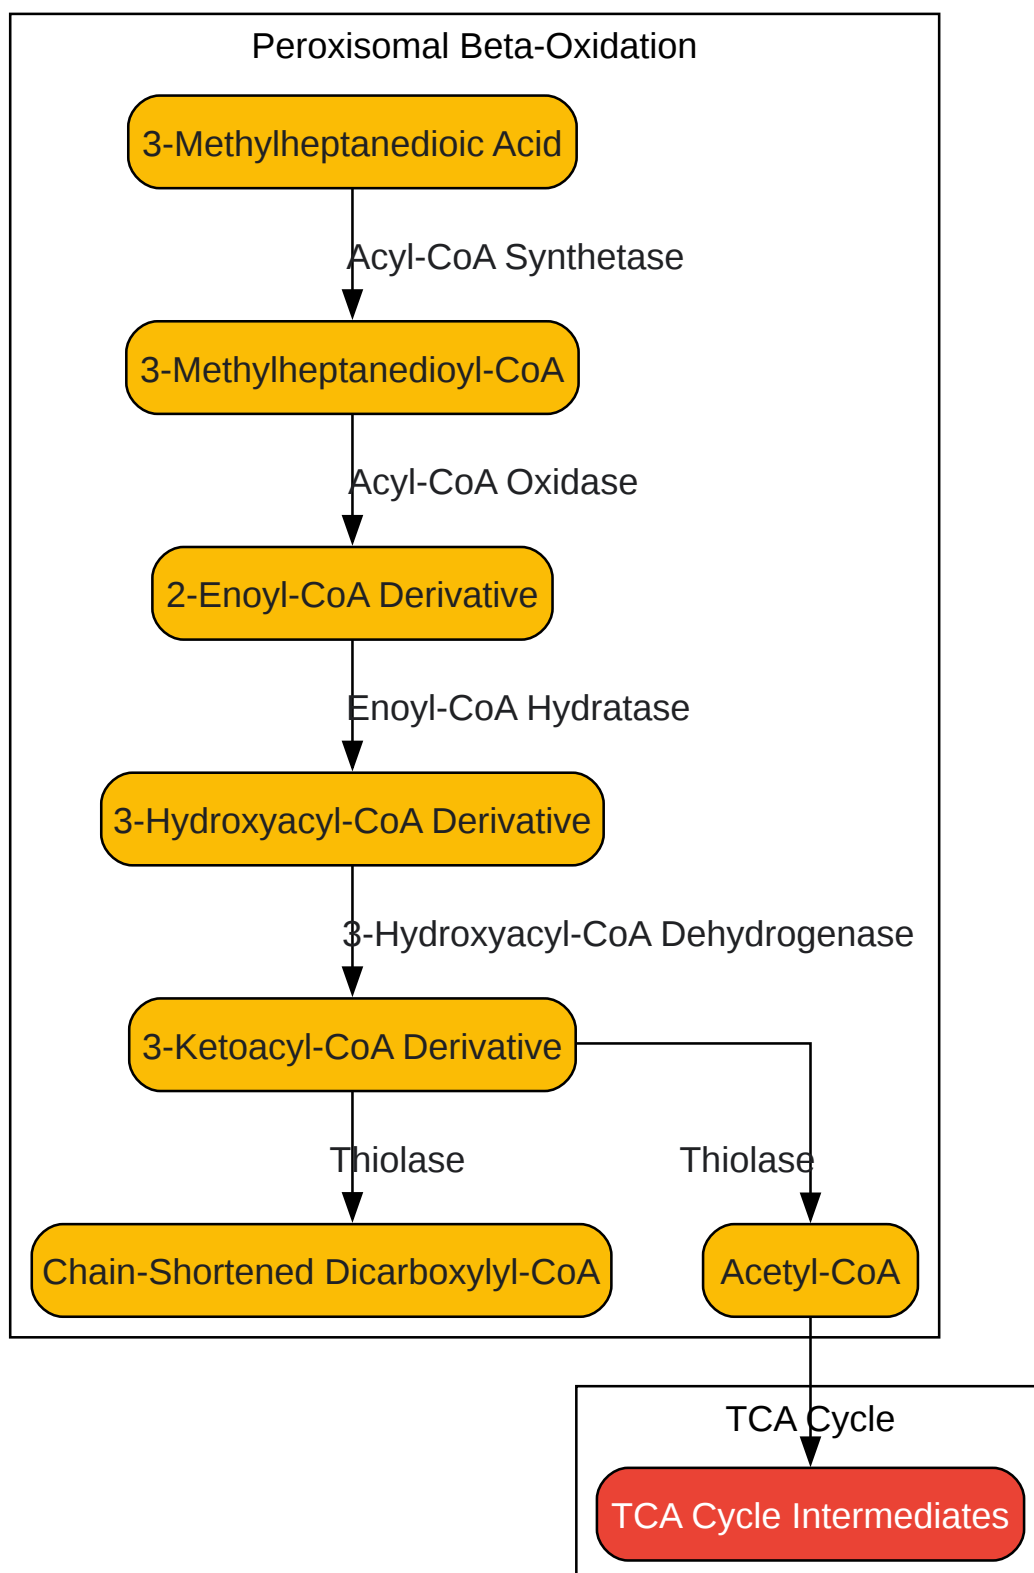 Peroxisomal Beta-Oxidation
3-Methylheptanedioic Acid
Acyl-CoA Synthetase
3-Methylheptanedioyl-CoA
Acyl-CoA Oxidase
2-Enoyl-CoA Derivative
Enoyl-CoA Hydratase
3-Hydroxyacyl-CoA Derivative
3-Hydroxyacyl-CoA Dehydrogenase
3-Ketoacyl-CoA Derivative
Thiolase
Thiolase
Chain-Shortened Dicarboxylyl-CoA
Acetyl-CoA
TCA Cycle
TCA Cycle Intermediates